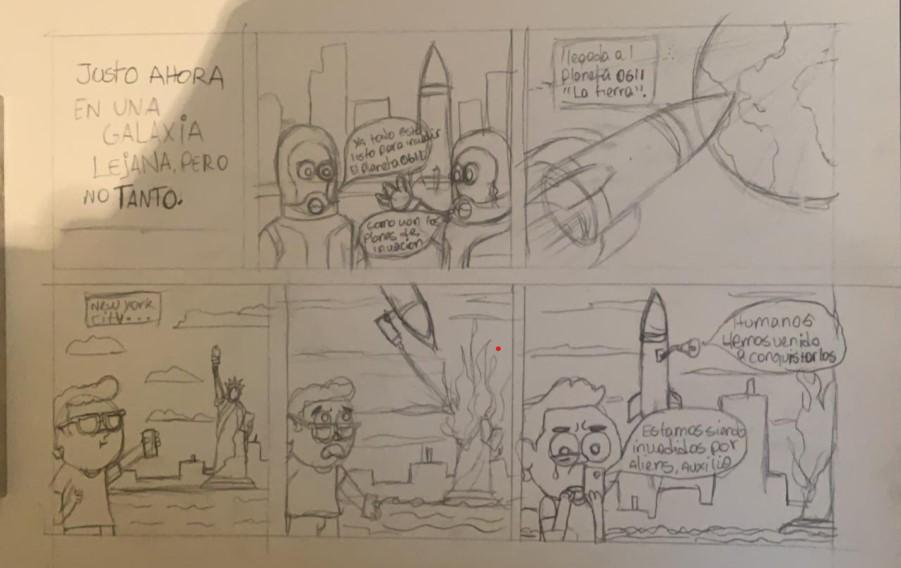 JUSTO AHORA
EN UNA
GALAXIA
LEJANA, PERO
NO TANTO.
Ya todo esta
listo para invadir
El planeta 0611
como van los
planes de
invacion
llegada al
planeta 0611
"La tierra".
New york
city...
Humanos
Hemos venido
a conquistarlos
Estamos siendo
invadidos por
aliens, auxilio